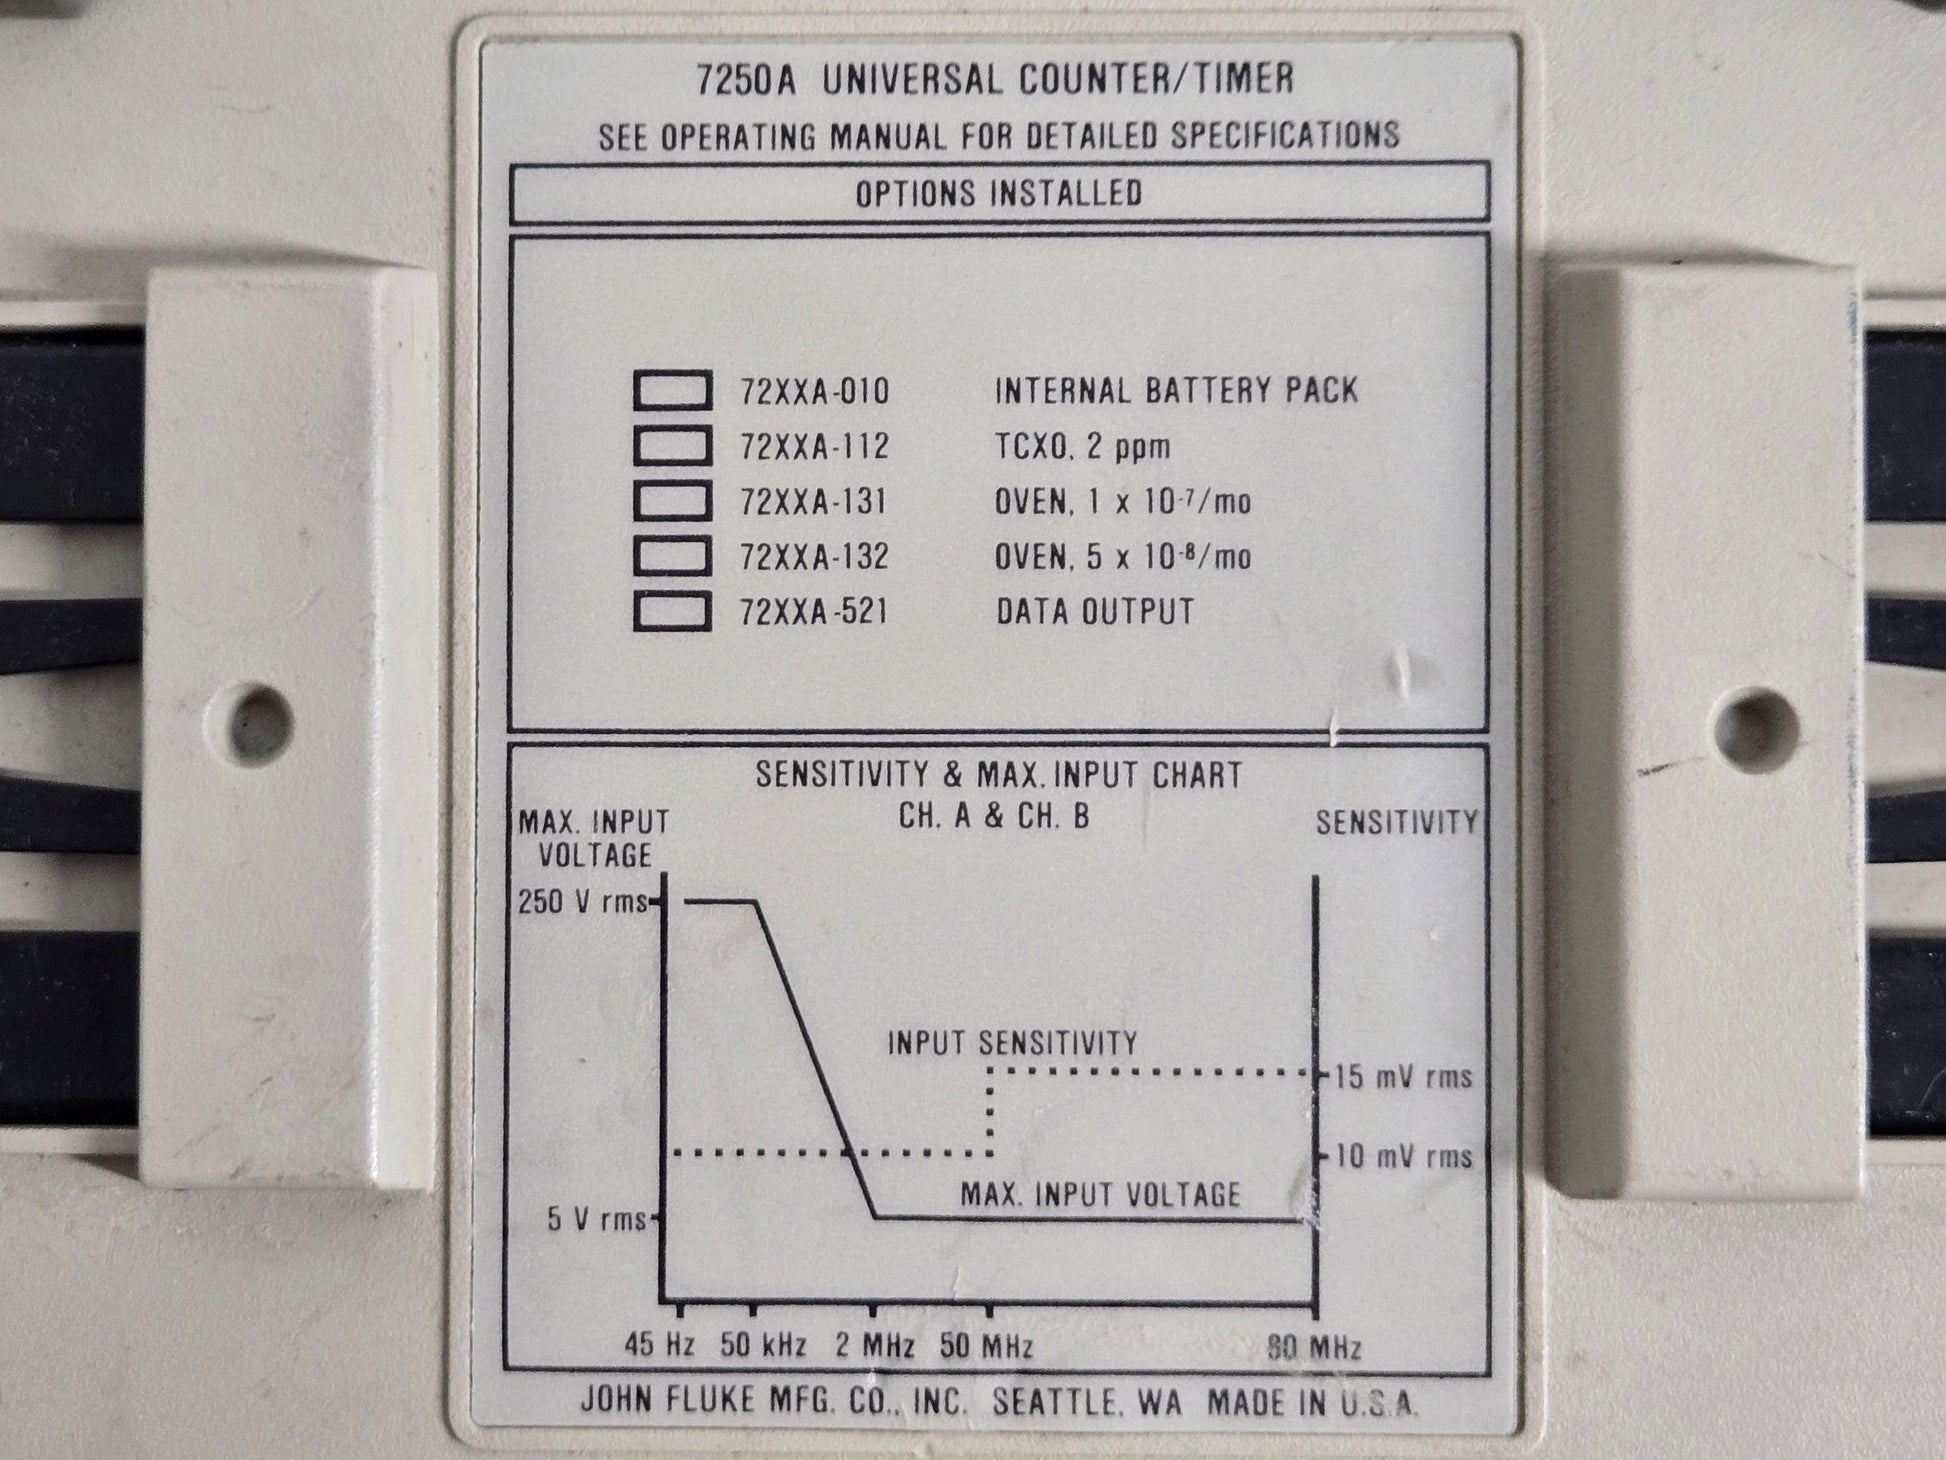 7250A UNIVERSAL COUNTER/TIMER
SEE OPERATING MANUAL FOR DETAILED SPECIFICATIONS
OPTIONS INSTALLED
72XXA-010 INTERNAL BATTERY PACK
72XXA-112 TCXO, 2 ppm
72XXA-131 OVEN, 1 x 10⁻⁷/mo
72XXA-132 OVEN, 5 x 10⁻⁸/mo
72XXA-521 DATA OUTPUT
SENSITIVITY & MAX. INPUT CHART
CH. A & CH. B
MAX. INPUT
VOLTAGE
SENSITIVITY
250 V rms
INPUT SENSITIVITY
15 mV rms
10 mV rms
MAX. INPUT VOLTAGE
5 V rms
45 Hz 50 kHz 2 MHz 50 MHz 80 MHz
JOHN FLUKE MFG. CO., INC. SEATTLE, WA MADE IN U.S.A.